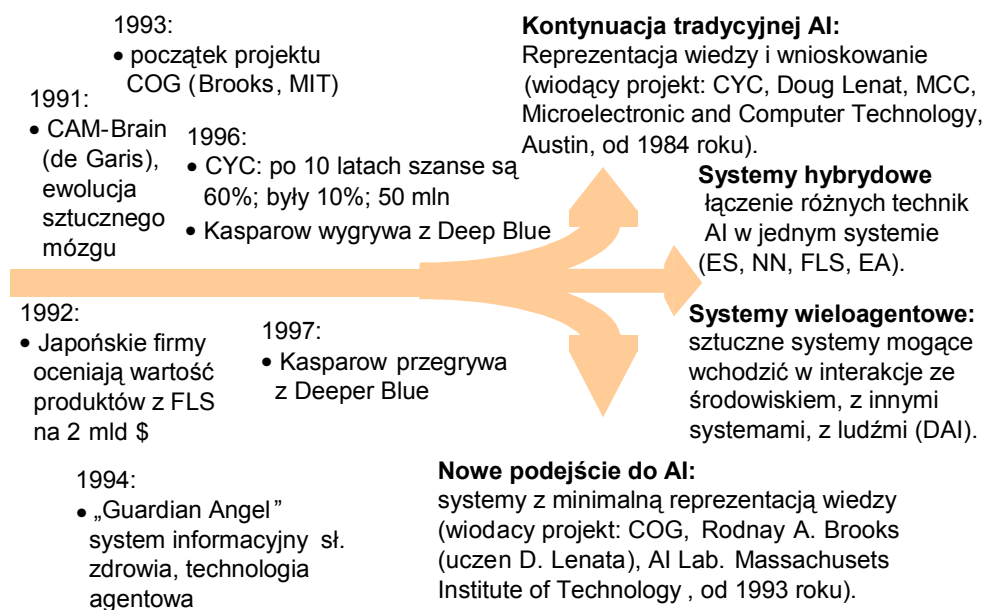 1993:
• początek projektu
COG (Brooks, MIT)
1991:
• CAM-Brain
(de Garis),
ewolucja
sztucznego
mózgu
1996:
• CYC: po 10 latach szanse są
60%; były 10%; 50 mln
• Kasparow wygrywa z Deep Blue
1992:
• Japońskie firmy
oceniają wartość
produktów z FLS
na 2 mld $
1997:
• Kasparow przegrywa
z Deeper Blue
1994:
• „Guardian Angel”
system informacyjny sł.
zdrowia, technologia
agentowa
Kontynuacja tradycyjnej AI:
Reprezentacja wiedzy i wnioskowanie
(wiodący projekt: CYC, Doug Lenat, MCC,
Microelectronic and Computer Technology,
Austin, od 1984 roku).
Systemy hybrydowe
łączenie różnych technik
AI w jednym systemie
(ES, NN, FLS, EA).
Systemy wieloagentowe:
sztuczne systemy mogące
wchodzić w interakcje ze
środowiskiem, z innymi
systemami, z ludźmi (DAI).
Nowe podejście do AI:
systemy z minimalną reprezentacją wiedzy
(wiodacy projekt: COG, Rodnay A. Brooks
(uczen D. Lenata), AI Lab. Massachusets
Institute of Technology , od 1993 roku).